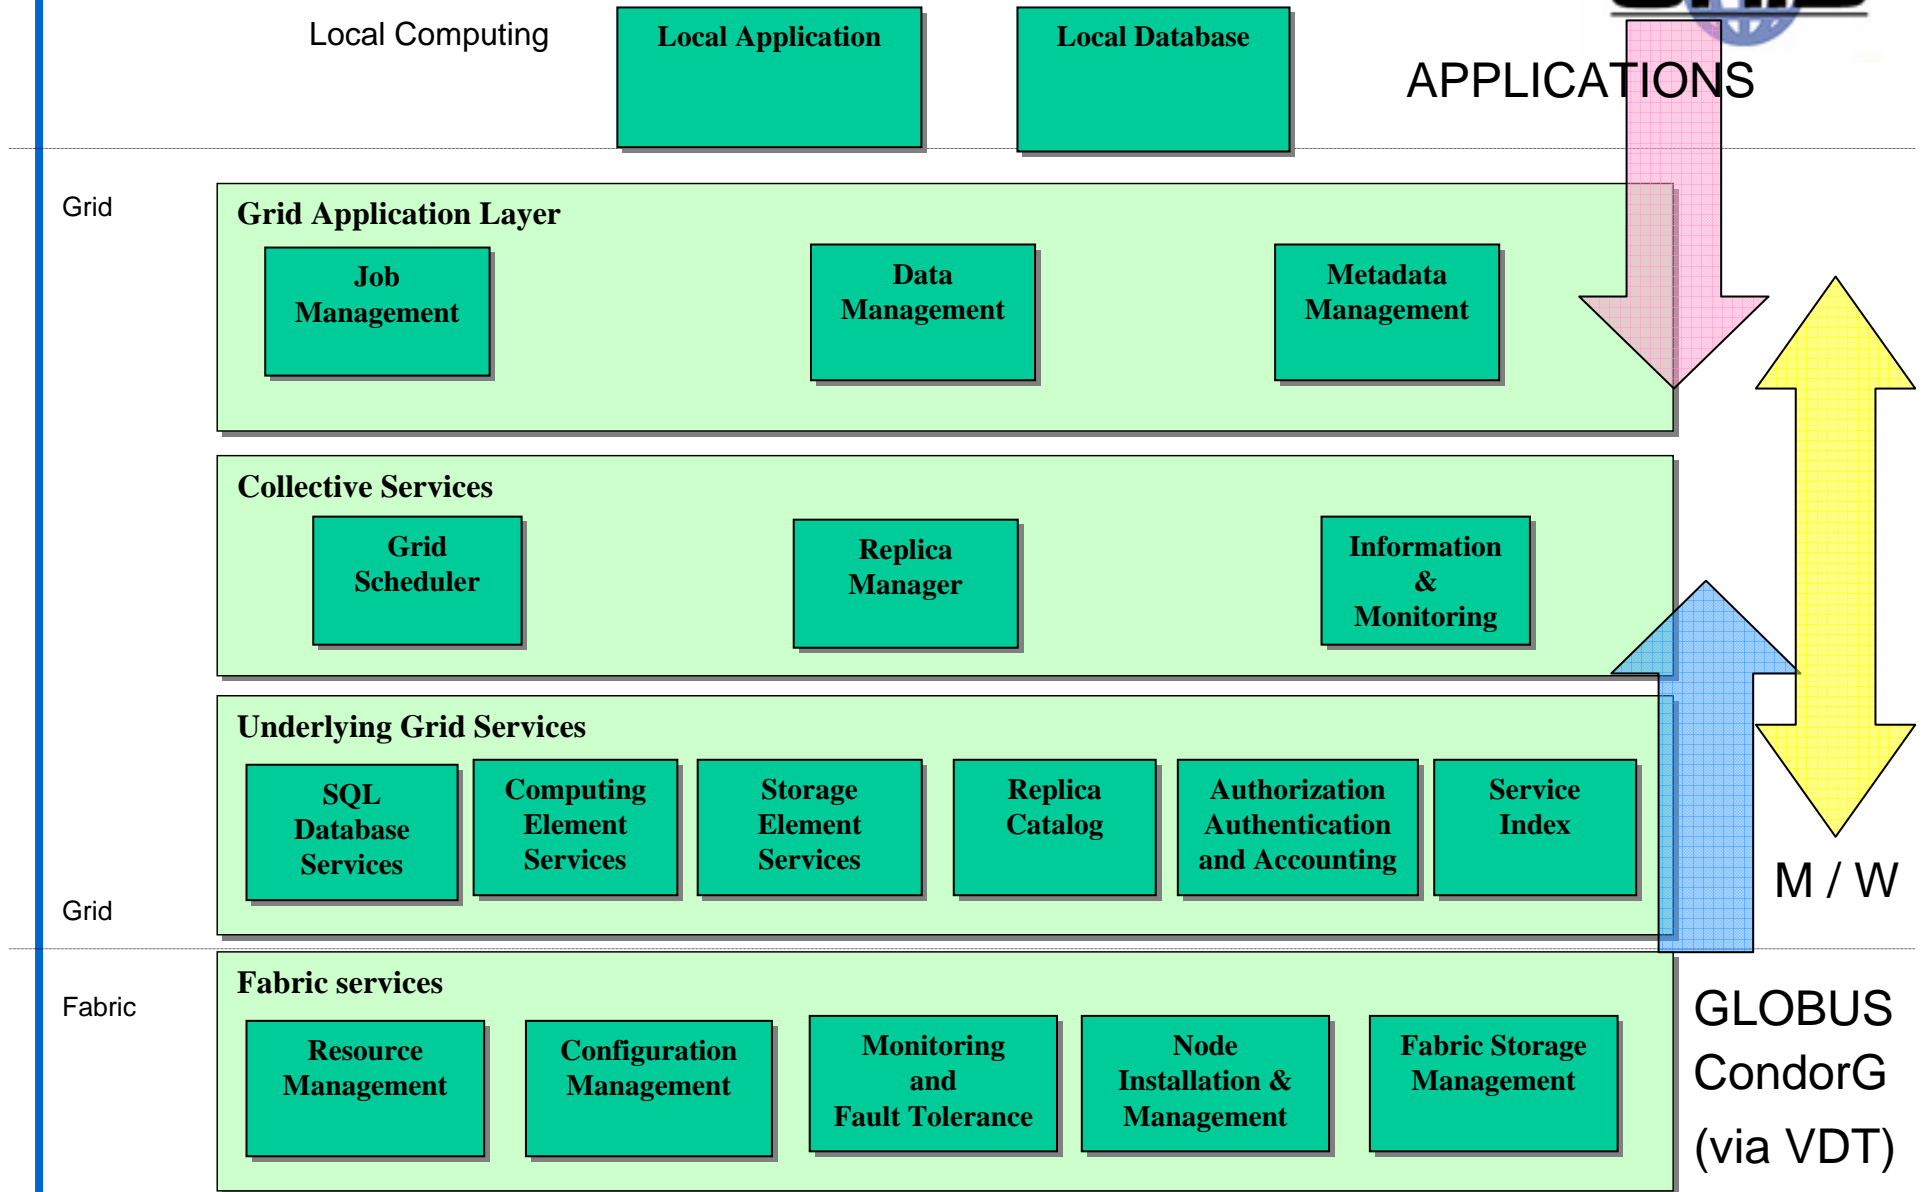 Local Computing
Local Application
Local Database
APPLICATIONS
Grid
Grid Application Layer
Job
Management
Data
Management
Metadata
Management
Collective Services
Grid
Scheduler
Replica
Manager
Information
&
Monitoring
Underlying Grid Services
SQL
Database
Services
Computing
Element
Services
Storage
Element
Services
Replica
Catalog
Authorization
Authentication
and Accounting
Service
Index
M / W
Grid
Fabric
Fabric services
Resource
Management
Configuration
Management
Monitoring
and
Fault Tolerance
Node
Installation &
Management
Fabric Storage
Management
GLOBUS
CondorG
(via VDT)